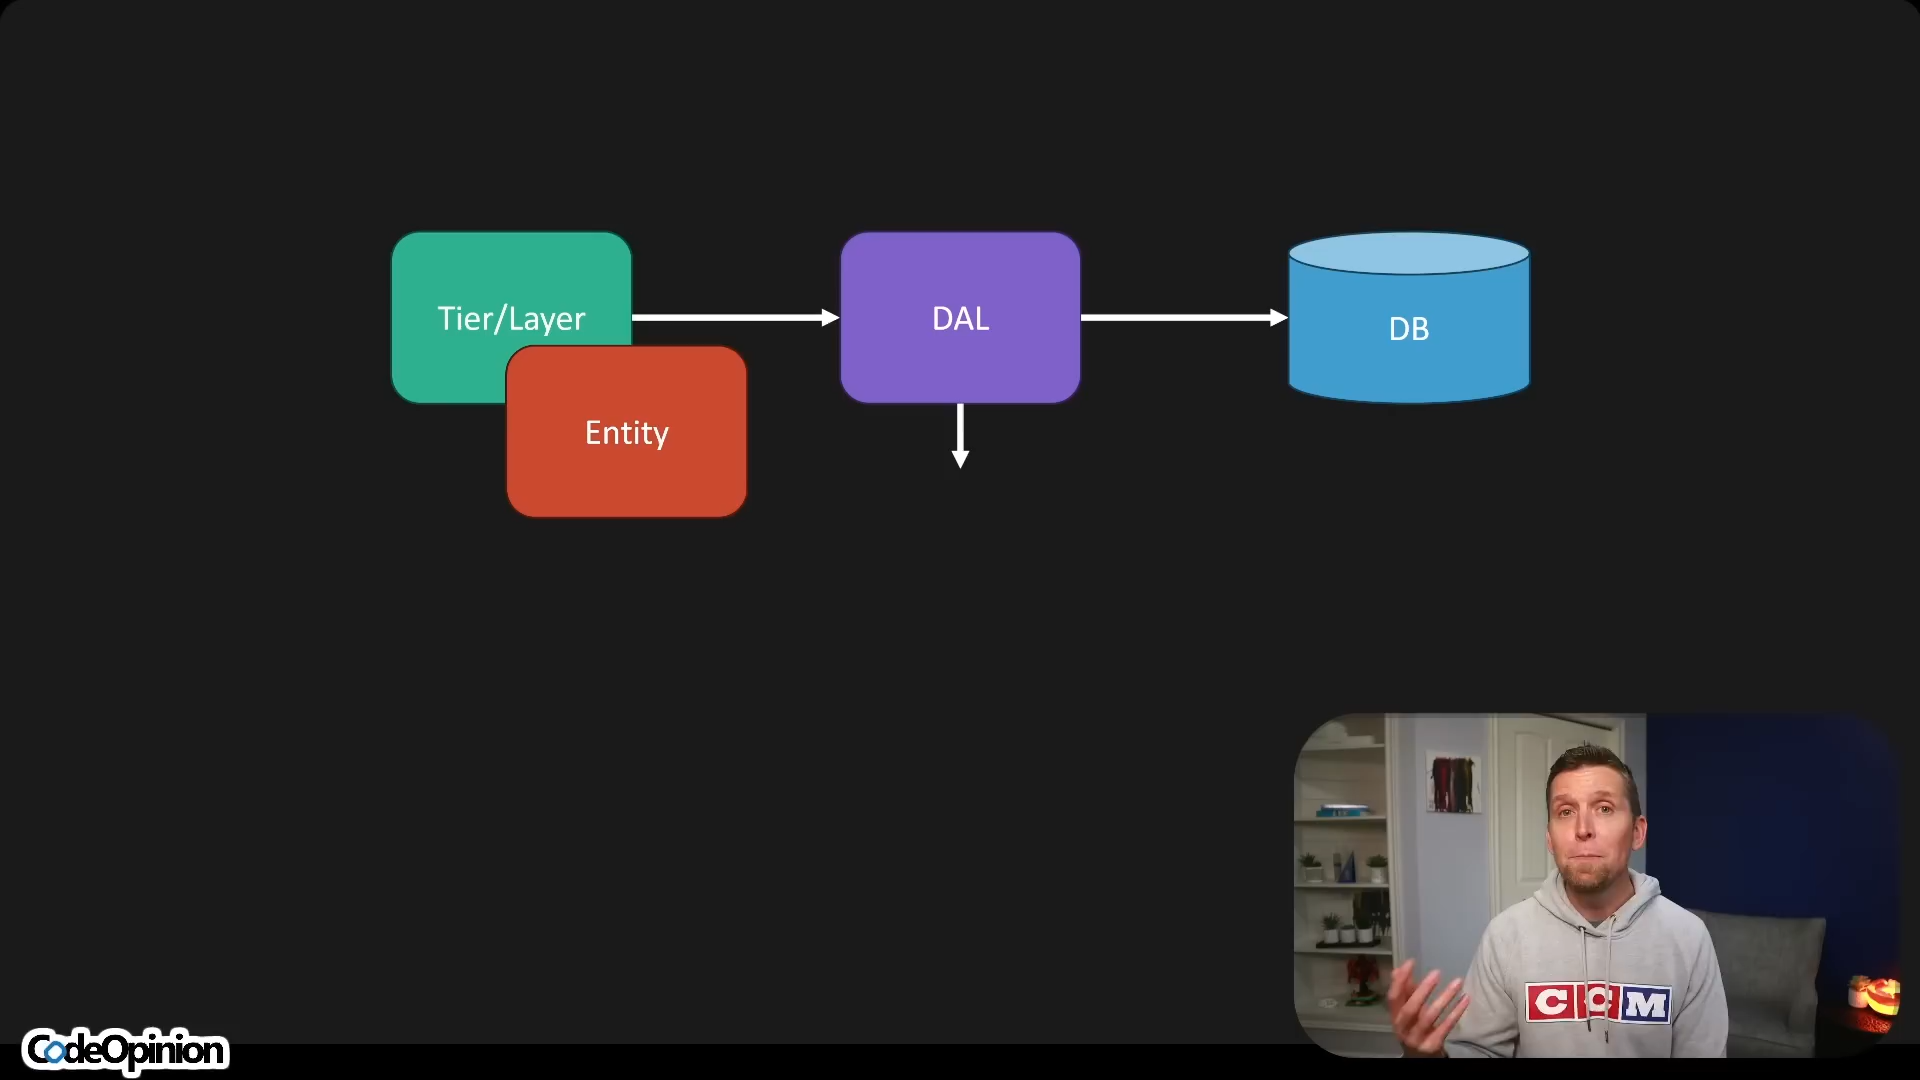 Tier/Layer
DAL
DB
Entity
CCM
CodeOpinion